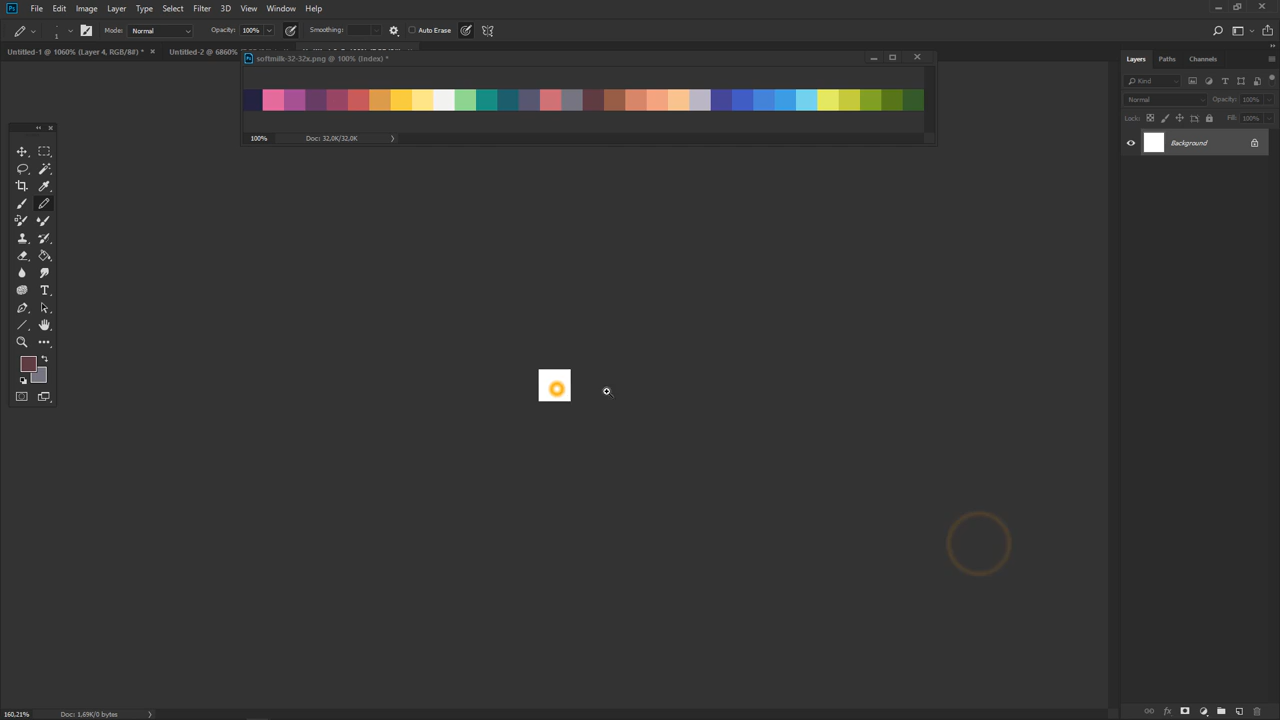 Ps File Edit Image Layer Type Select Filter 3D View Window Help
1 Mode: Normal Opacity: 100% Smoothing: Auto Erase
Untitled-1 @ 1060% (Layer 4, RGB/8#) * × Untitled-2 @ 6860%
softmilk-32-32x.png @ 100% (Index) *
100% Doc: 32,0K/32,0K
Layers Paths Channels
Kind
Normal Opacity: 100%
Lock: Fill: 100%
Background
160,21% Doc: 1,69K/0 bytes